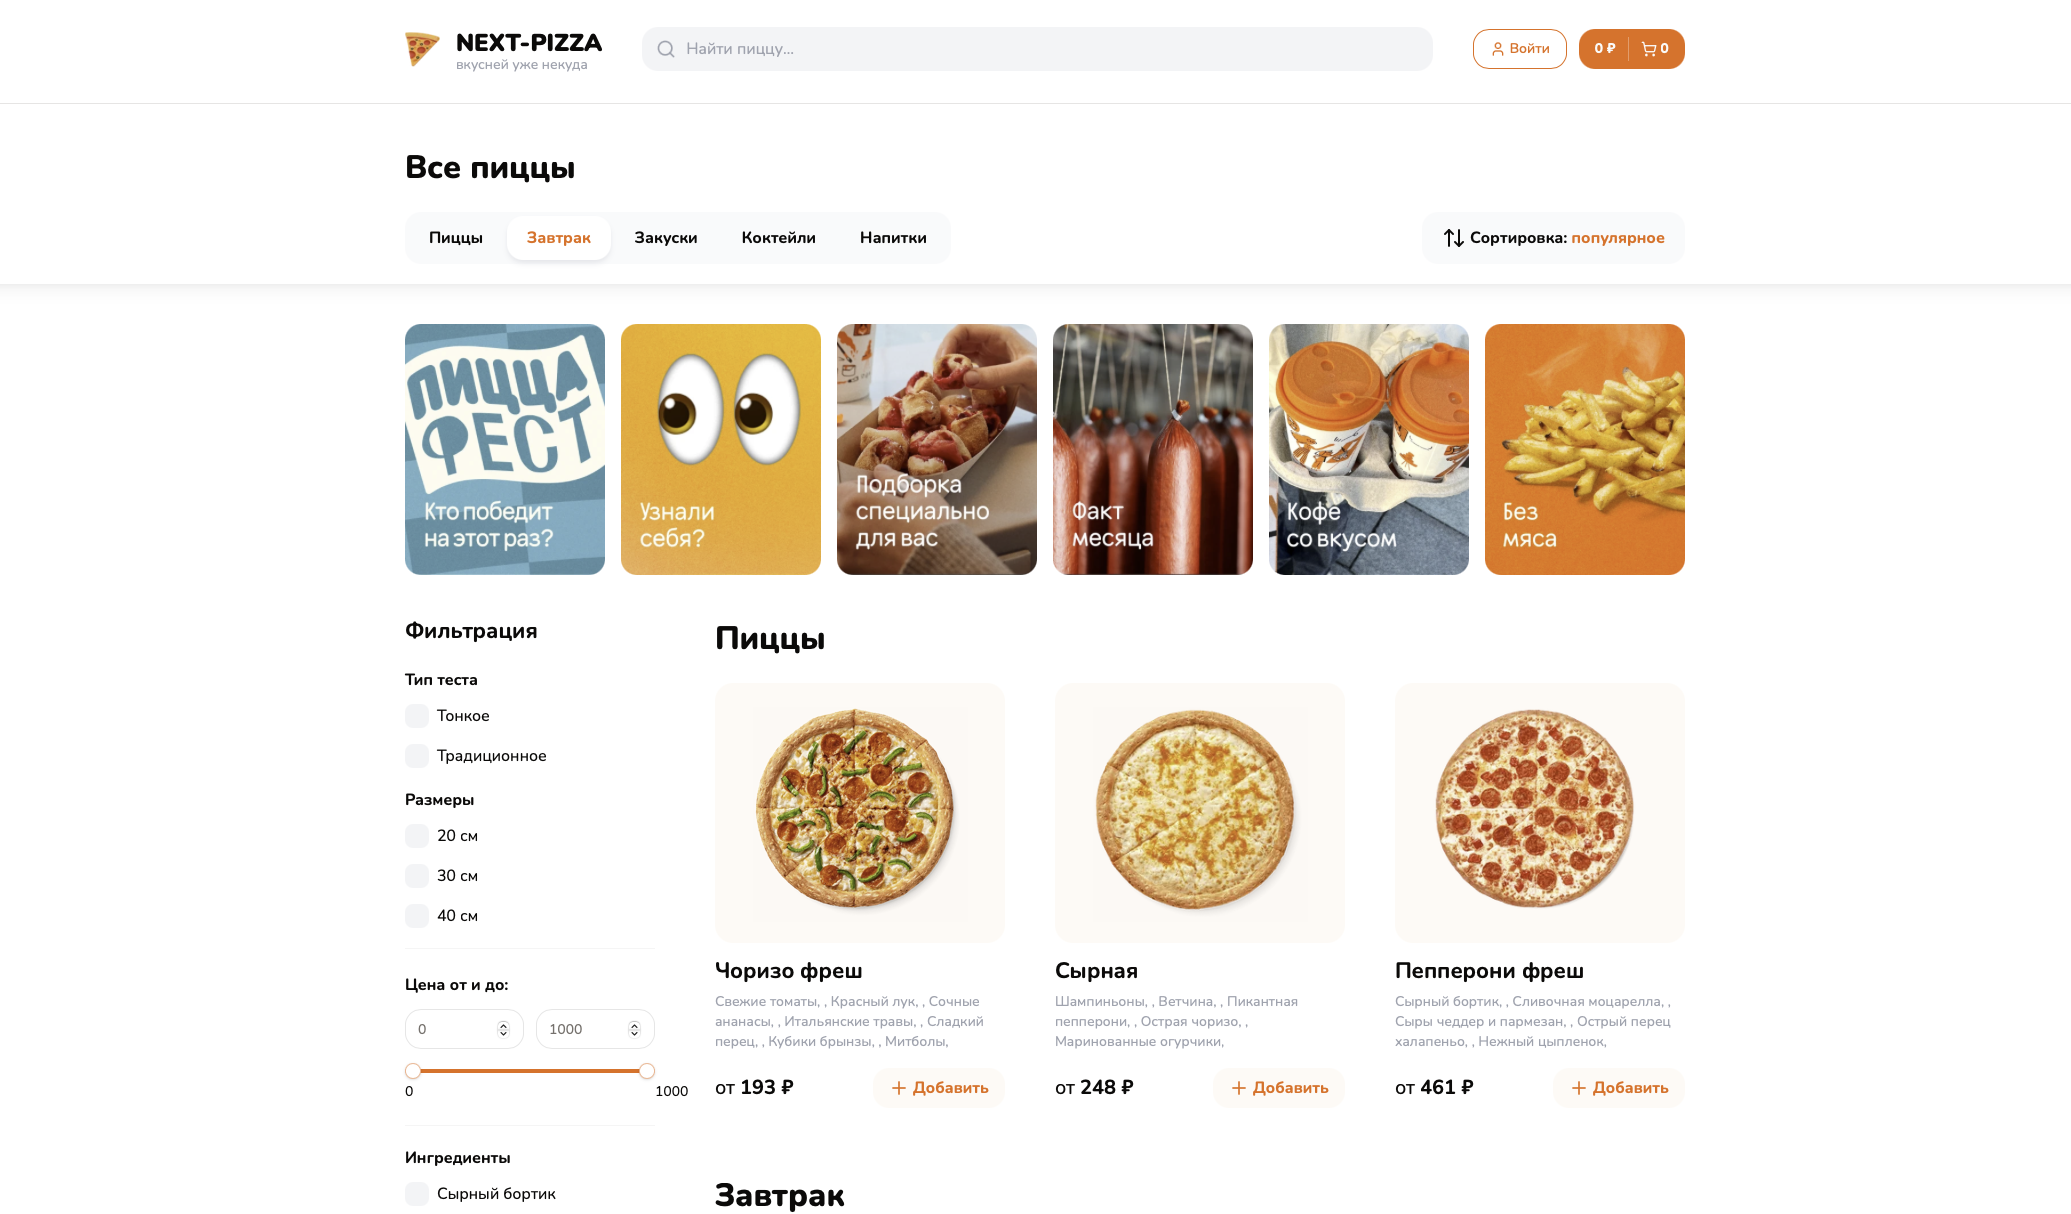 NEXT-PIZZA
вкусней уже некуда
Найти пиццу...
Войти
0 ₽
0
Все пиццы
Пиццы
Завтрак
Закуски
Коктейли
Напитки
Сортировка: популярное
ПИЦЦА
ФЕСТ
Кто победит
на этот раз?
Узнали
себя?
Подборка
специально
для вас
Факт
месяца
Кофе
со вкусом
Без
мяса
Фильтрация
Тип теста
Тонкое
Традиционное
Размеры
20 см
30 см
40 см
Цена от и до:
0
1000
0
1000
Ингредиенты
Сырный бортик
Пиццы
Чоризо фреш
Свежие томаты, , Красный лук, , Сочные
ананасы, , Итальянские травы, , Сладкий
перец, , Кубики брынзы, , Митболы,
от 193 ₽
Добавить
Сырная
Шампиньоны, , Ветчина, , Пикантная
пепперони, , Острая чоризо, ,
Маринованные огурчики,
от 248 ₽
Добавить
Пепперони фреш
Сырный бортик, , Сливочная моцарелла, ,
Сыры чеддер и пармезан, , Острый перец
халапеньо, , Нежный цыпленок,
от 461 ₽
Добавить
Завтрак